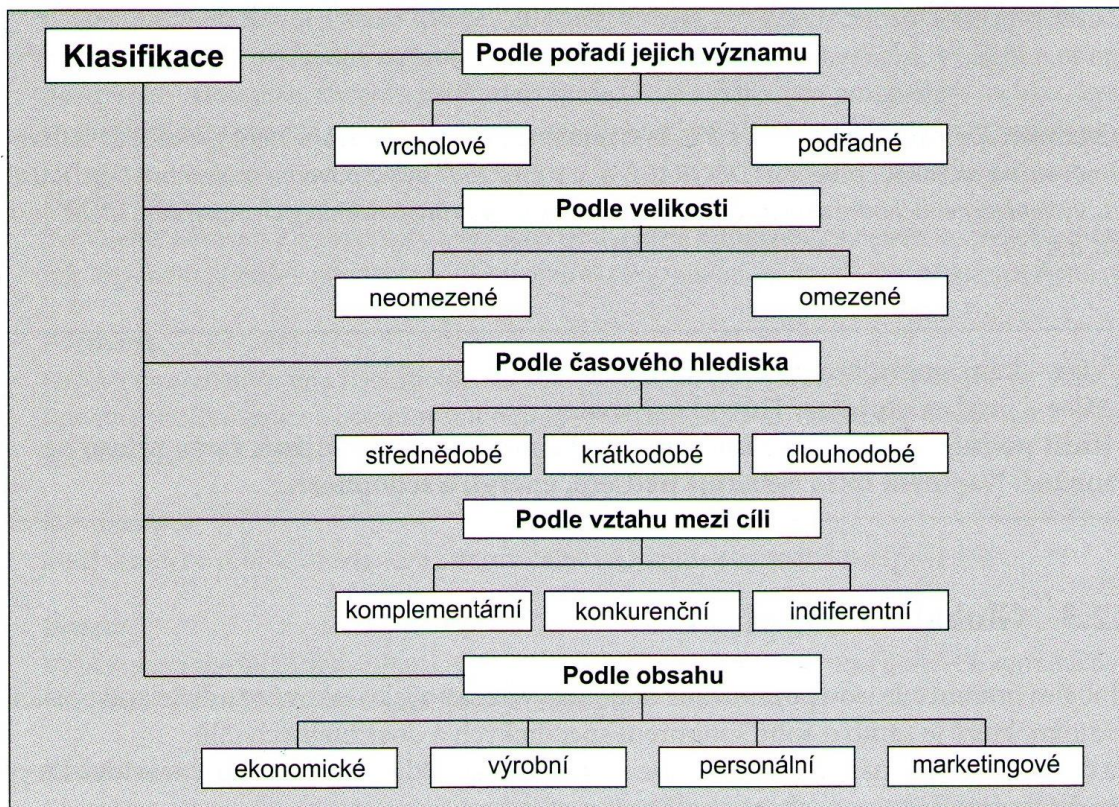 Klasifikace
Podle pořadí jejich významu
vrcholové
podřadné
Podle velikosti
neomezené
omezené
Podle časového hlediska
střednědobé
krátkodobé
dlouhodobé
Podle vztahu mezi cíli
komplementární
konkurenční
indiferentní
Podle obsahu
ekonomické
výrobní
personální
marketingové